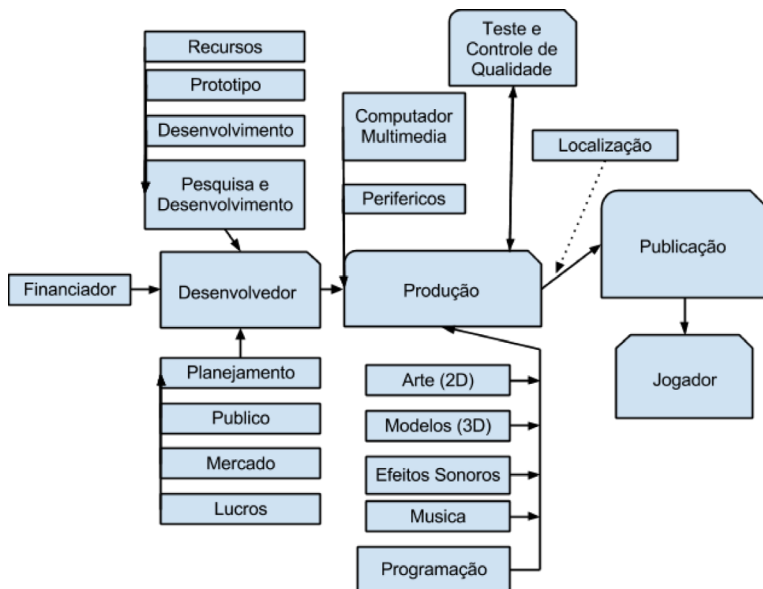 Recursos
Prototipo
Desenvolvimento
Pesquisa e
Desenvolvimento
Computador
Multimedia
Perifericos
Teste e
Controle de
Qualidade
Localização
Financiador
Desenvolvedor
Produção
Publicação
Jogador
Planejamento
Publico
Mercado
Lucros
Arte (2D)
Modelos (3D)
Efeitos Sonoros
Musica
Programação